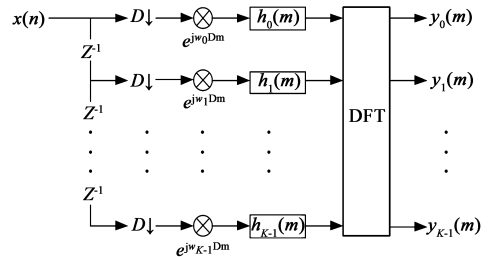 x(n) D↓ h₀(m) y₀(m)
e^{jw₀Dm}
Z⁻¹
D↓ h₁(m) y₁(m)
e^{jw₁Dm}
DFT
Z⁻¹
Z⁻¹
D↓ h_{K-1}(m) y_{K-1}(m)
e^{jw_{K-1}Dm}